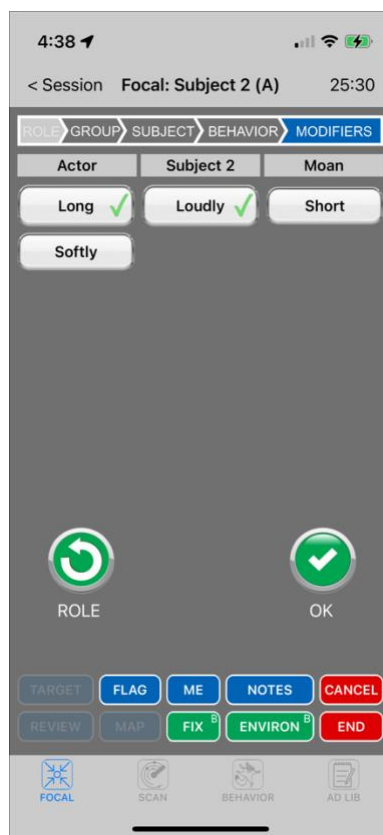 4:38
< Session Focal: Subject 2 (A) 25:30
ROLE GROUP SUBJECT BEHAVIOR MODIFIERS
Actor Subject 2 Moan
Long Loudly Short
Softly
ROLE OK
TARGET FLAG ME NOTES CANCEL
REVIEW MAP FIX B ENVIRON B END
FOCAL SCAN BEHAVIOR AD LIB